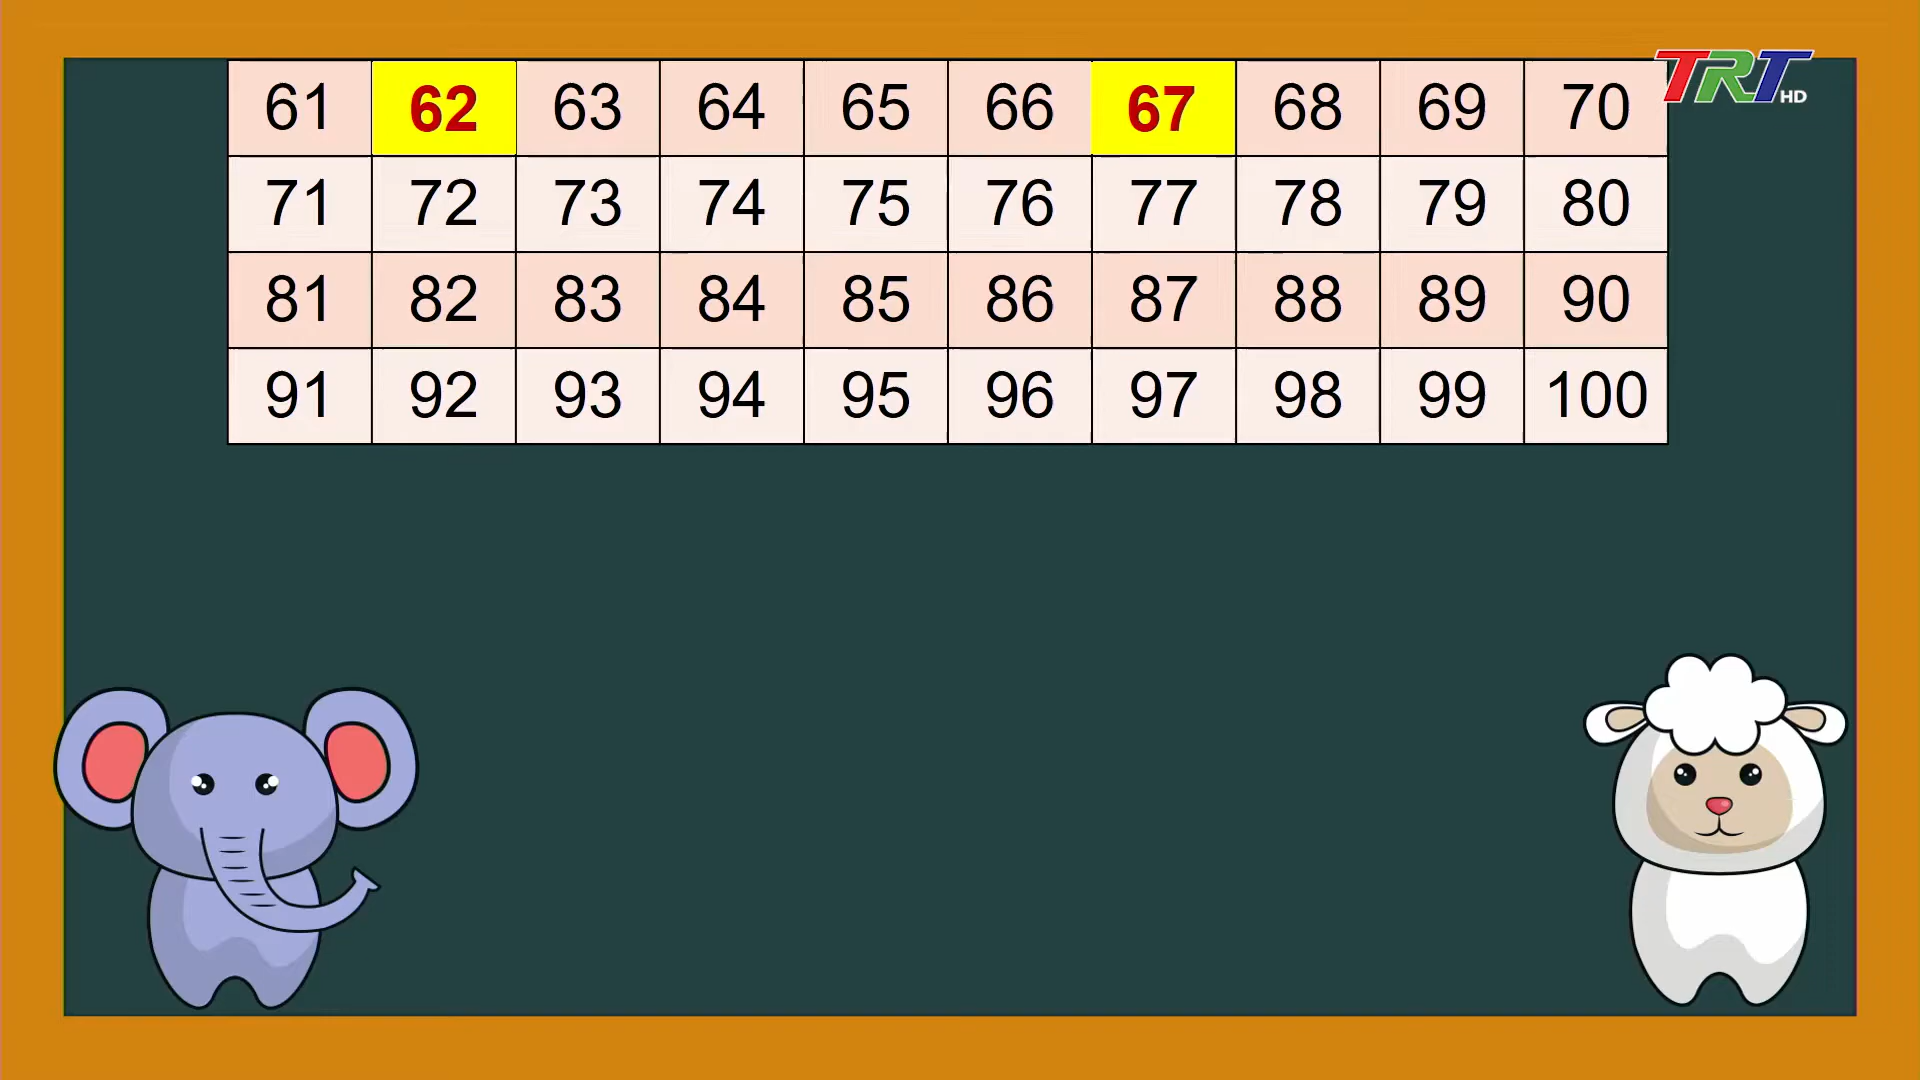 TRT HD
61 62 63 64 65 66 67 68 69 70
71 72 73 74 75 76 77 78 79 80
81 82 83 84 85 86 87 88 89 90
91 92 93 94 95 96 97 98 99 100